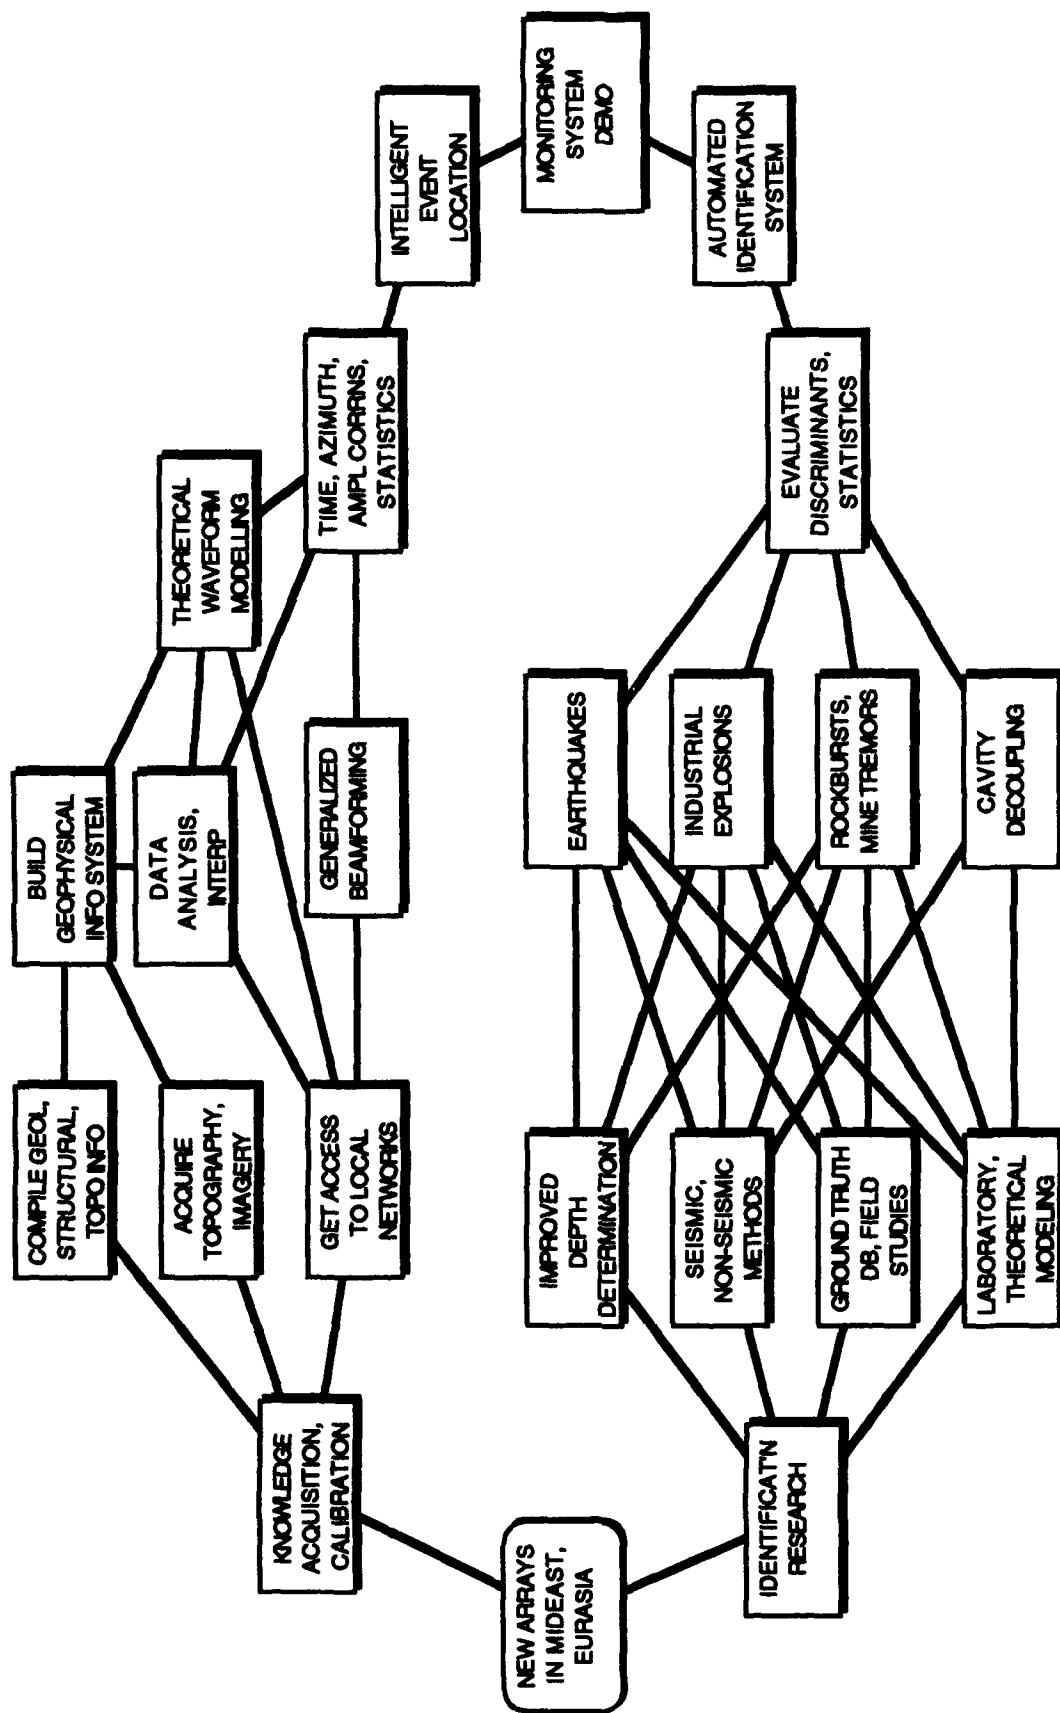 NEW ARRAYS
IN MIDEAST,
EURASIA
KNOWLEDGE
ACQUISITION,
CALIBRATION
IDENTIFICAT'N
RESEARCH
COMPILE GEOL,
STRUCTURAL,
TOPO INFO
ACQUIRE
TOPOGRAPHY,
IMAGERY
GET ACCESS
TO LOCAL
NETWORKS
IMPROVED
DEPTH
DETERMINATION
SEISMIC,
NON-SEISMIC
METHODS
GROUND TRUTH
DB, FIELD
STUDIES
LABORATORY,
THEORETICAL
MODELING
BUILD
GEOPHYSICAL
INFO SYSTEM
DATA
ANALYSIS,
INTERP
GENERALIZED
BEAMFORMING
EARTHQUAKES
INDUSTRIAL
EXPLOSIONS
ROCKBURSTS,
MINE TREMORS
CAVITY
DECOUPLING
THEORETICAL
WAVEFORM
MODELLING
TIME, AZIMUTH,
AMPL CORRNS,
STATISTICS
EVALUATE
DISCRIMINANTS,
STATISTICS
INTELLIGENT
EVENT
LOCATION
AUTOMATED
IDENTIFICATION
SYSTEM
MONITORING
SYSTEM
DEMO